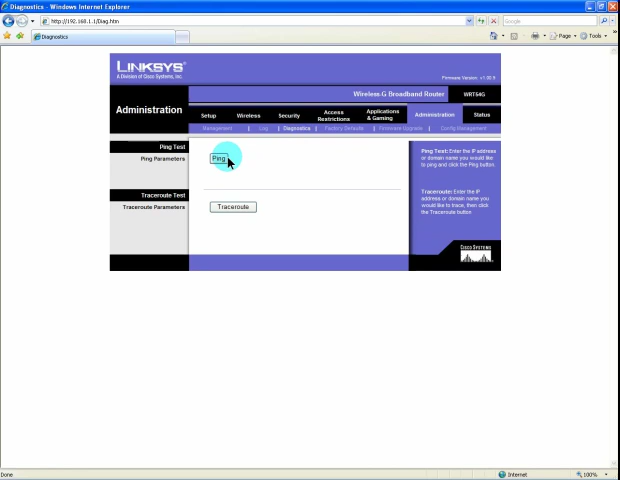 Diagnostics - Windows Internet Explorer
http://192.168.1.1/Diag.htm
Google
Diagnostics
Page
Tools
LINKSYS®
A Division of Cisco Systems, Inc.
Firmware Version: v1.00.9
Wireless-G Broadband Router WRT54G
Administration
Setup Wireless Security Access Restrictions Applications & Gaming Administration Status
Management | Log | Diagnostics | Factory Defaults | Firmware Upgrade | Config Management
Ping Test
Ping Parameters
Ping
Traceroute Test
Traceroute Parameters
Traceroute
Ping Test: Enter the IP address
or domain name you would like
to ping and click the Ping button.
Traceroute: Enter the IP
address or domain name you
would like to trace, then click
the Traceroute button
CISCO SYSTEMS
Done
Internet
100%